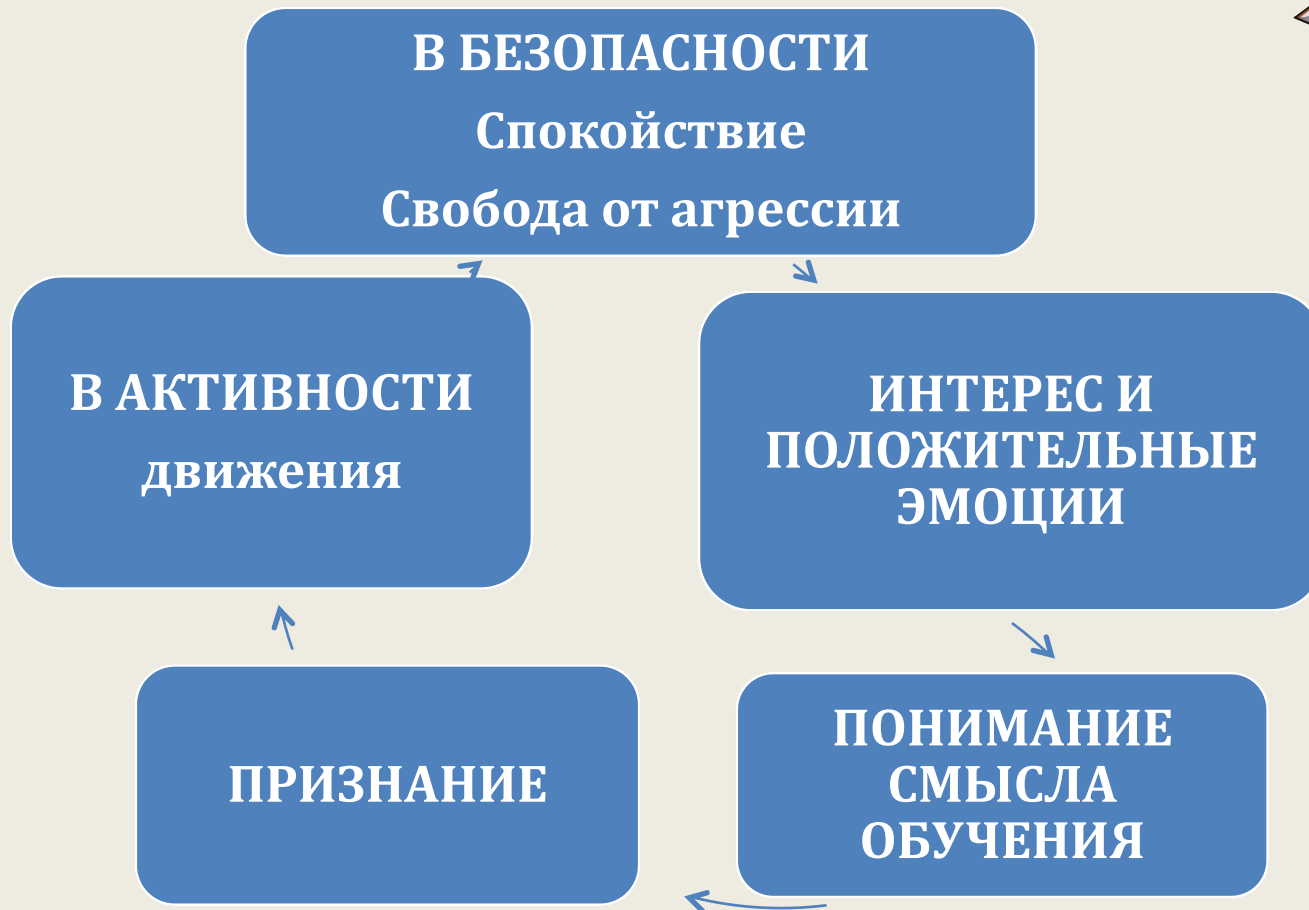 В БЕЗОПАСНОСТИ
Спокойствие
Свобода от агрессии
ИНТЕРЕС И
ПОЛОЖИТЕЛЬНЫЕ
ЭМОЦИИ
ПОНИМАНИЕ
СМЫСЛА
ОБУЧЕНИЯ
ПРИЗНАНИЕ
В АКТИВНОСТИ
движения